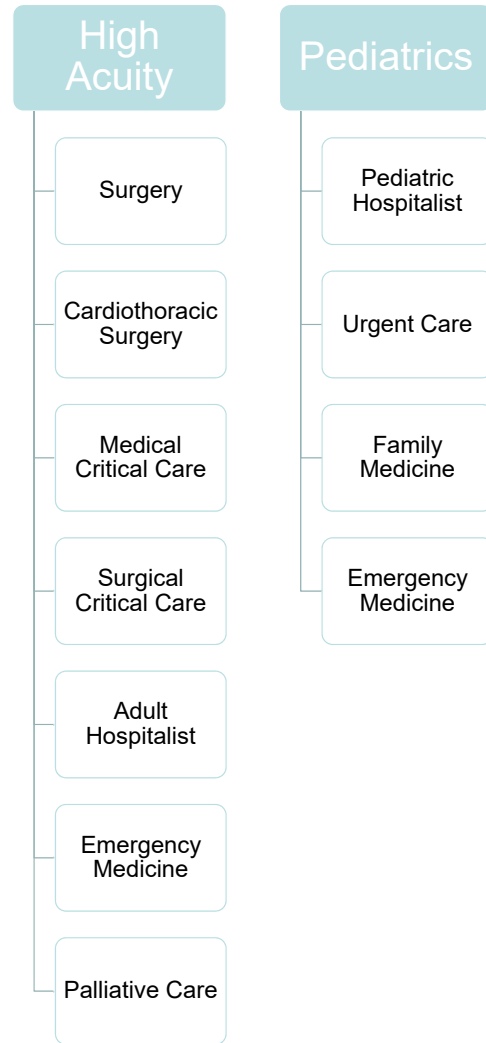 High
Acuity
Surgery
Cardiothoracic
Surgery
Medical
Critical Care
Surgical
Critical Care
Adult
Hospitalist
Emergency
Medicine
Palliative Care
Pediatrics
Pediatric
Hospitalist
Urgent Care
Family
Medicine
Emergency
Medicine